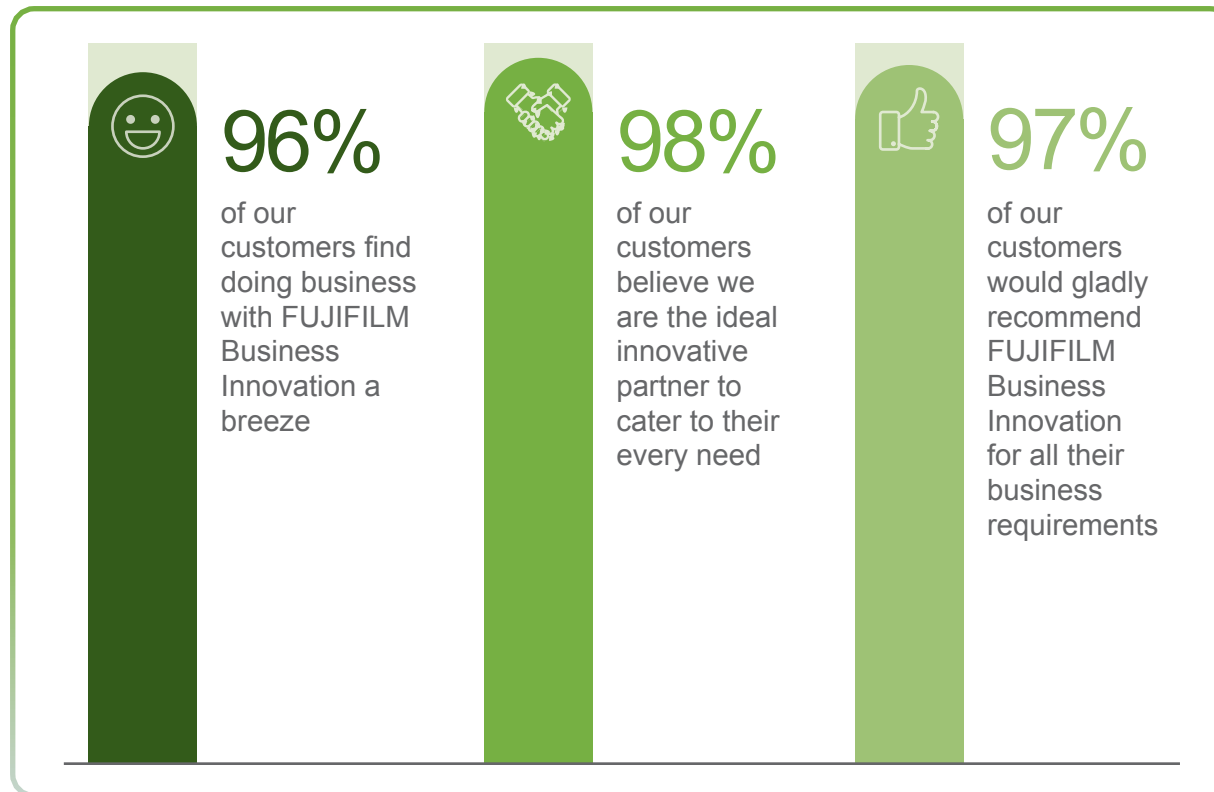 96%
of our
customers find
doing business
with FUJIFILM
Business
Innovation a
breeze
98%
of our
customers
believe we
are the ideal
innovative
partner to
cater to their
every need
97%
of our
customers
would gladly
recommend
FUJIFILM
Business
Innovation
for all their
business
requirements